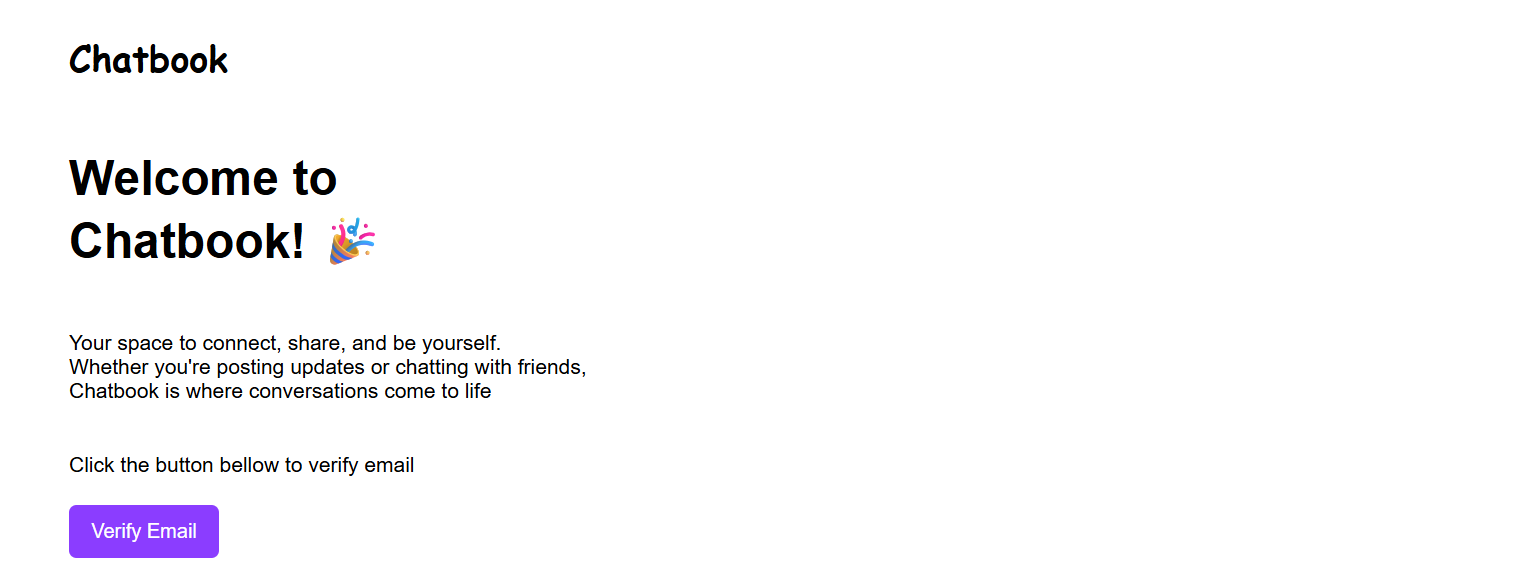 Chatbook
Welcome to
Chatbook! 🎉
Your space to connect, share, and be yourself.
Whether you're posting updates or chatting with friends,
Chatbook is where conversations come to life
Click the button bellow to verify email
Verify Email